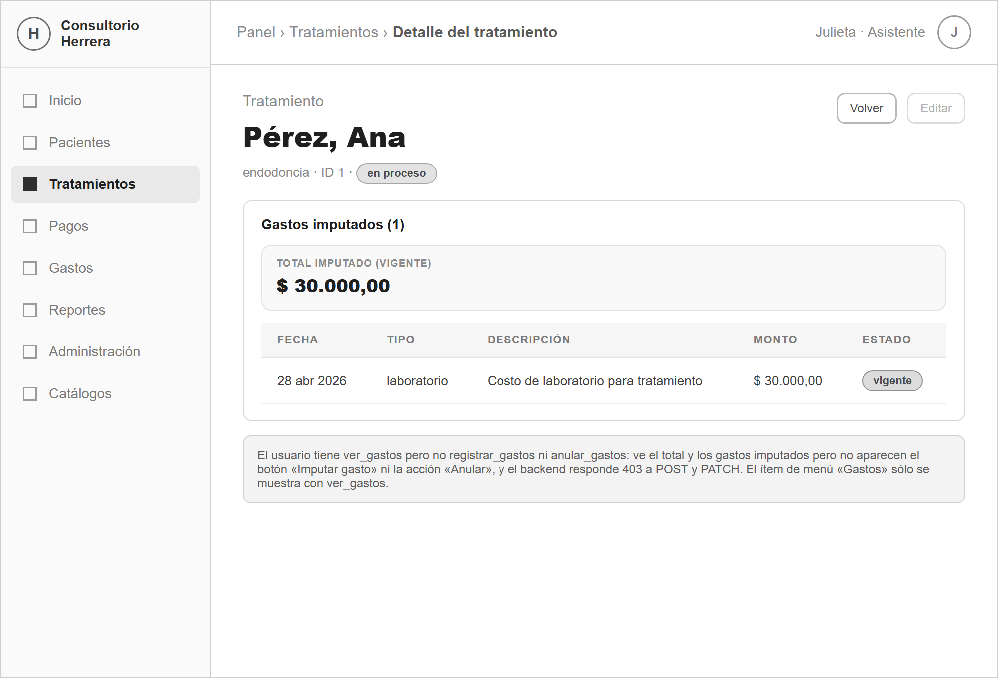 H
Consultorio
Herrera
Panel › Tratamientos › Detalle del tratamiento
Julieta · Asistente
J
Inicio
Pacientes
Tratamientos
Pagos
Gastos
Reportes
Administración
Catálogos
Tratamiento
Volver
Editar
Pérez, Ana
endodoncia · ID 1 · en proceso
Gastos imputados (1)
TOTAL IMPUTADO (VIGENTE)
$ 30.000,00
FECHA TIPO DESCRIPCIÓN MONTO ESTADO
28 abr 2026 laboratorio Costo de laboratorio para tratamiento $ 30.000,00 vigente
El usuario tiene ver_gastos pero no registrar_gastos ni anular_gastos: ve el total y los gastos imputados pero no aparecen el
botón «Imputar gasto» ni la acción «Anular», y el backend responde 403 a POST y PATCH. El ítem de menú «Gastos» sólo se
muestra con ver_gastos.